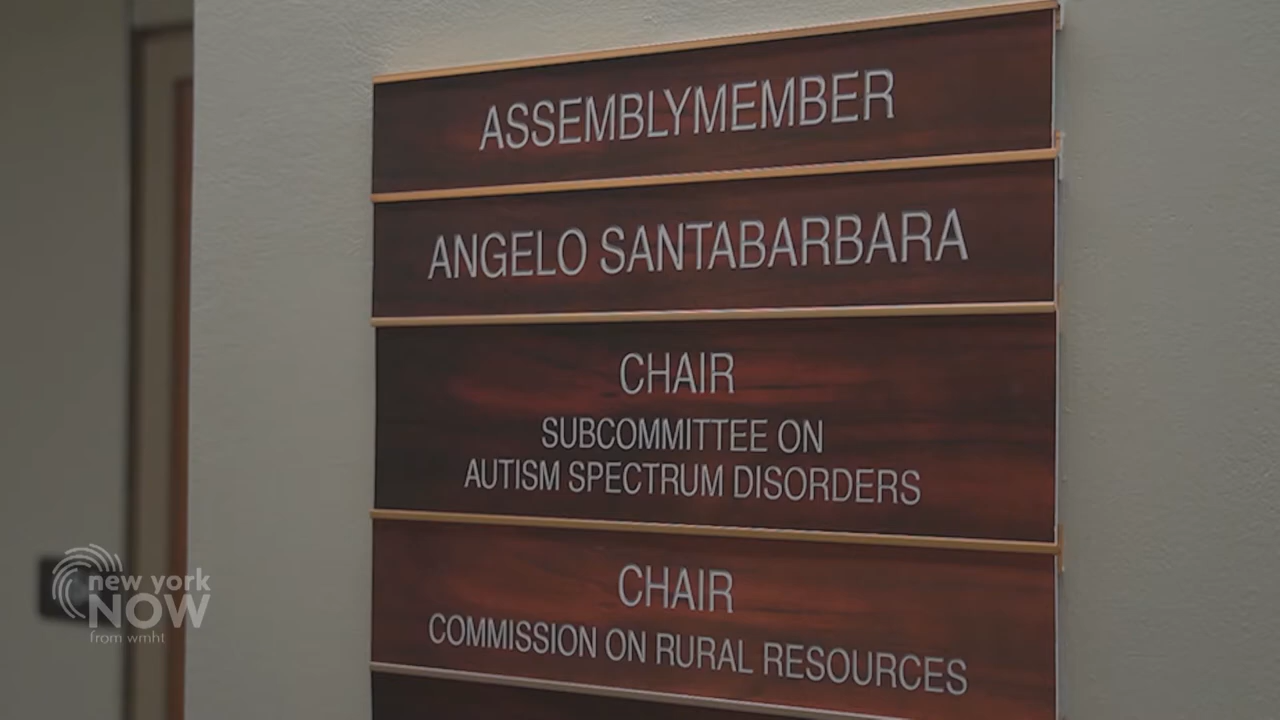 ASSEMBLYMEMBER
ANGELO SANTABARBARA
CHAIR
SUBCOMMITTEE ON
AUTISM SPECTRUM DISORDERS
CHAIR
COMMISSION ON RURAL RESOURCES
new york
NOW
from wmht